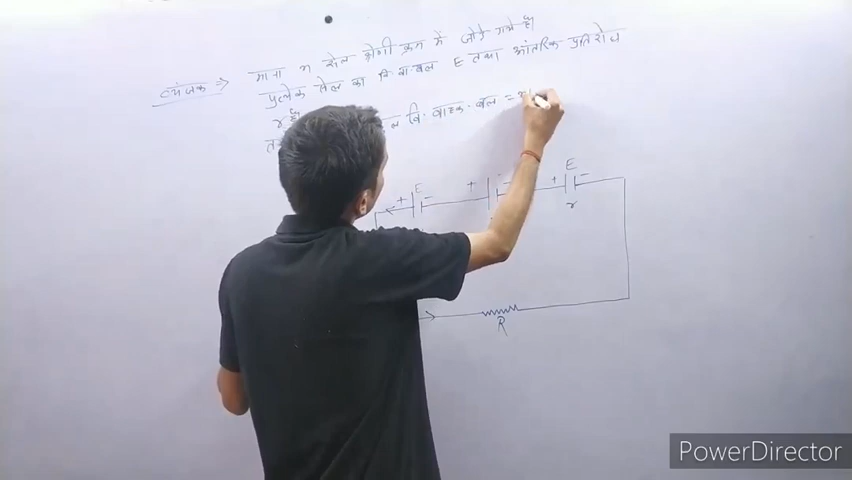 व्यंजक ⇒ माना n सेल श्रेणी क्रम में जोड़े गये हैं
प्रत्येक सेल का वि॰ वा॰ बल E तथा आंतरिक प्रतिरोध
r है
वि॰ वाहक॰ बल = n
+ E -
+ -
+ E -
r
R
PowerDirector